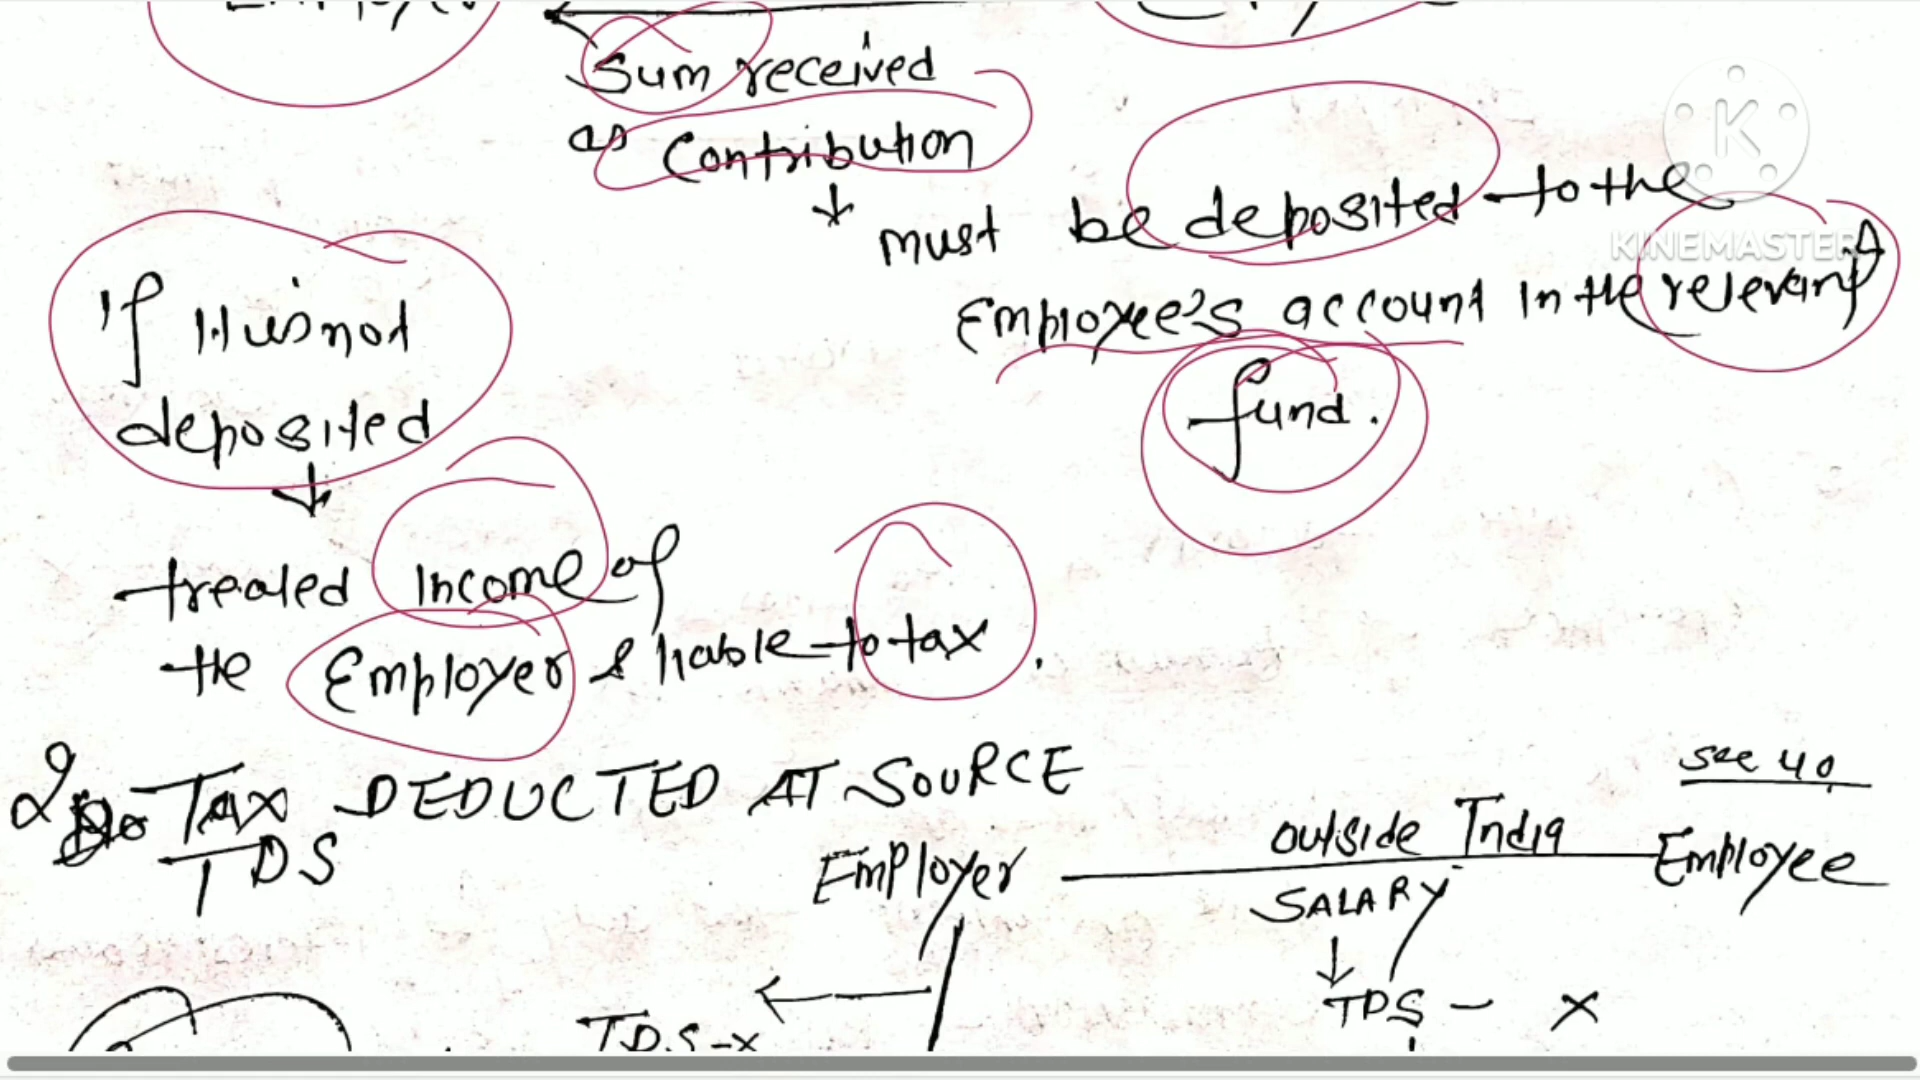 Sum received
as Contribution
must be deposited to the
Employee's account in the relevant
fund.
If it is not
deposited
treated Income of
the Employer & liable to tax.
2 TAX DEDUCTED AT SOURCE
TDS
sec 40
Employer
outside India
Employee
SALARY
TDS - X
TDS-X
K
KINEMASTER